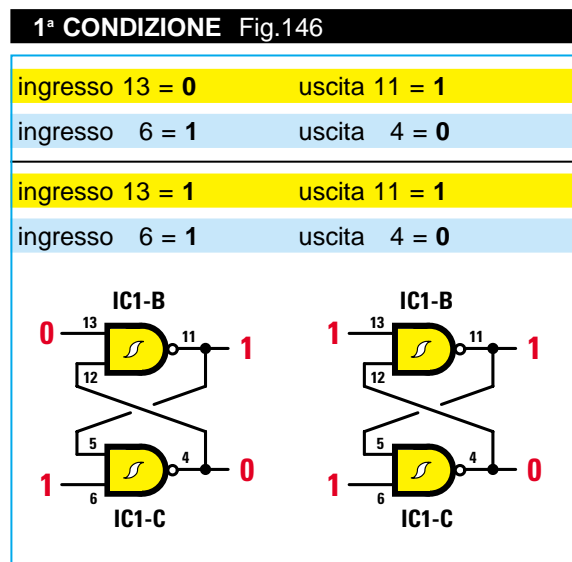 1ª CONDIZIONE Fig.146
ingresso 13 = 0 uscita 11 = 1
ingresso 6 = 1 uscita 4 = 0
ingresso 13 = 1 uscita 11 = 1
ingresso 6 = 1 uscita 4 = 0
IC1-B IC1-B
0 13 11 1 1 13 11 1
12 12
5 5
1 6 4 0 1 6 4 0
IC1-C IC1-C